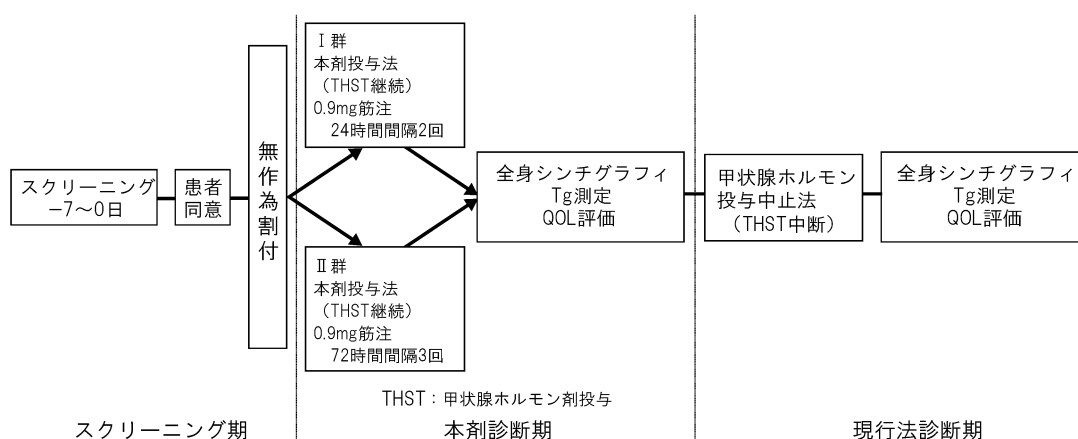 スクリーニング
−7〜0日
患者
同意
無作為割付
Ⅰ群
本剤投与法
（THST継続）
0.9mg筋注
24時間間隔2回
Ⅱ群
本剤投与法
（THST継続）
0.9mg筋注
72時間間隔3回
全身シンチグラフィ
Tg測定
QOL評価
甲状腺ホルモン
投与中止法
（THST中断）
全身シンチグラフィ
Tg測定
QOL評価
THST：甲状腺ホルモン剤投与
スクリーニング期
本剤診断期
現行法診断期